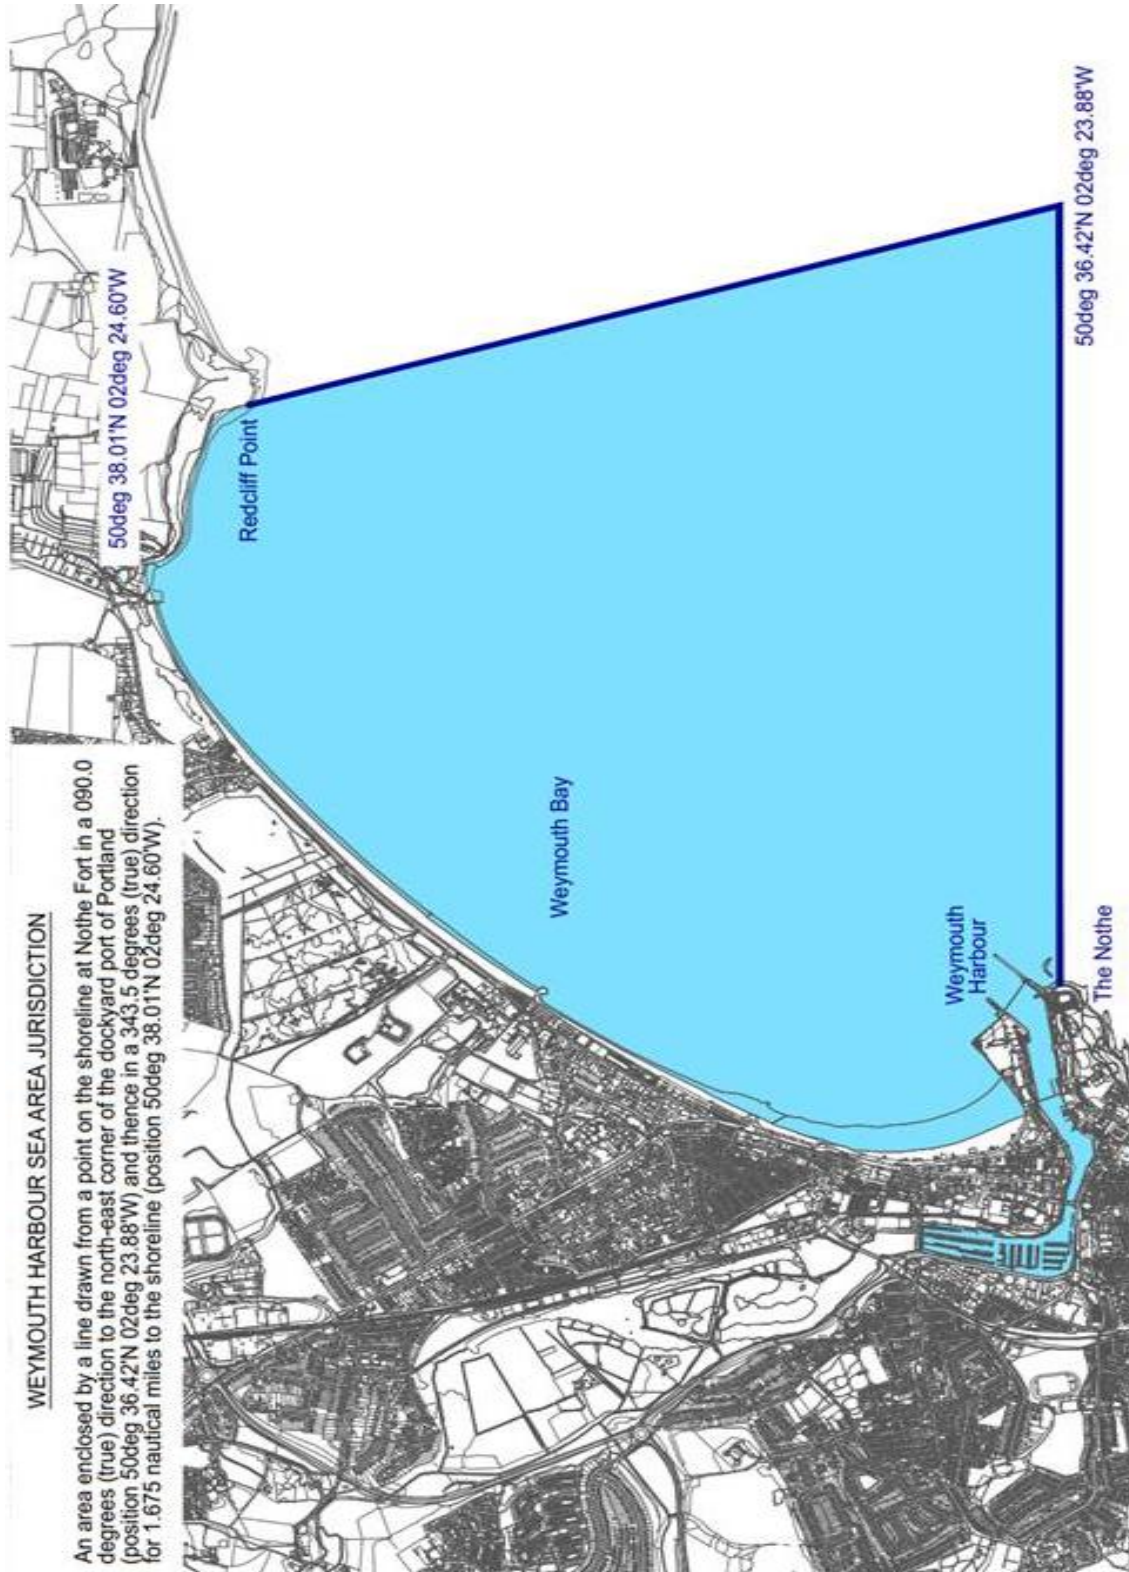 WEYMOUTH HARBOUR SEA AREA JURISDICTION
An area enclosed by a line drawn from a point on the shoreline at Nothe Fort in a 090.0
degrees (true) direction to the north-east corner of the dockyard port of Portland
(position 50deg 36.42'N 02deg 23.88'W) and thence in a 343.5 degrees (true) direction
for 1.675 nautical miles to the shoreline (position 50deg 38.01'N 02deg 24.60'W).
50deg 38.01'N 02deg 24.60'W
Redcliff Point
Weymouth Bay
Weymouth
Harbour
The Nothe
50deg 36.42'N 02deg 23.88'W